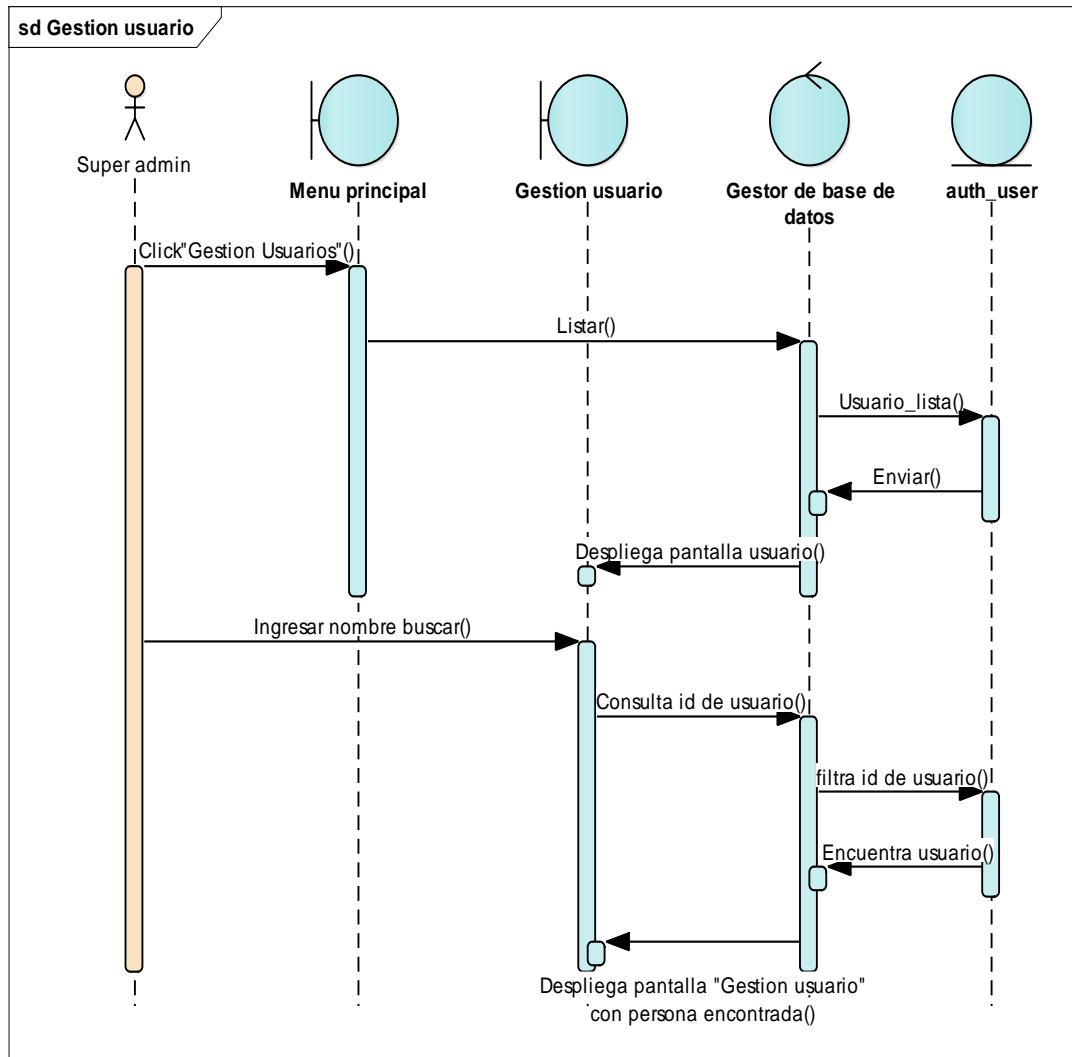 sd Gestion usuario
Super admin
Menu principal
Gestion usuario
Gestor de base de
datos
auth_user
Click"Gestion Usuarios"()
Listar()
Usuario_lista()
Enviar()
Despliega pantalla usuario()
Ingresar nombre buscar()
Consulta id de usuario()
filtra id de usuario()
Encuentra usuario()
Despliega pantalla "Gestion usuario"
con persona encontrada()